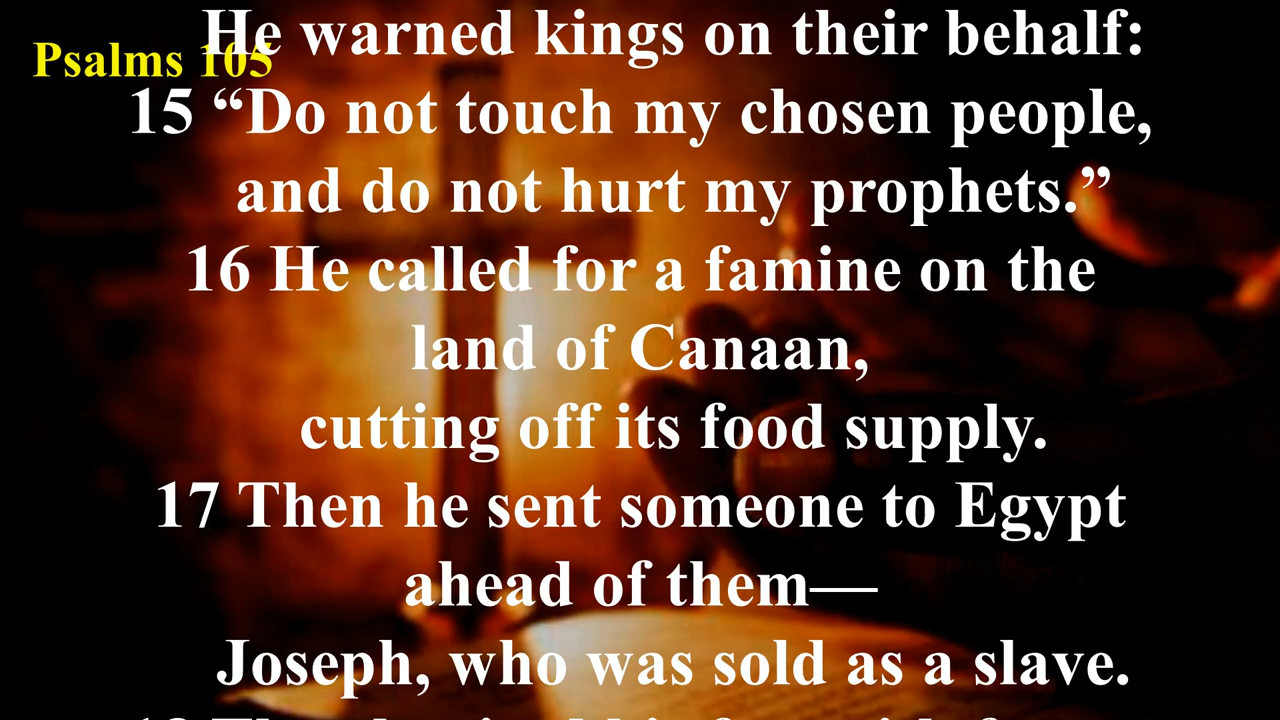 He warned kings on their behalf:
Psalms 105
15 “Do not touch my chosen people,
and do not hurt my prophets.”
16 He called for a famine on the
land of Canaan,
cutting off its food supply.
17 Then he sent someone to Egypt
ahead of them—
Joseph, who was sold as a slave.